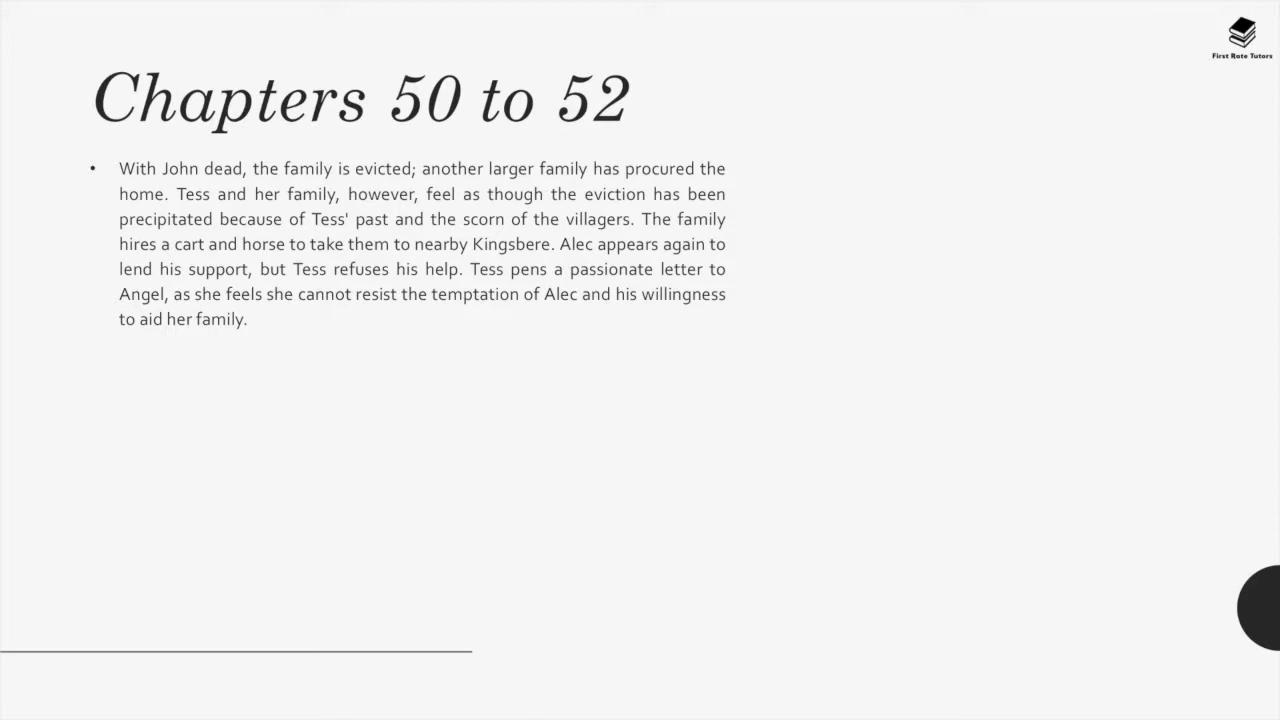 First Rate Tutors
Chapters 50 to 52
• With John dead, the family is evicted; another larger family has procured the
home. Tess and her family, however, feel as though the eviction has been
precipitated because of Tess' past and the scorn of the villagers. The family
hires a cart and horse to take them to nearby Kingsbere. Alec appears again to
lend his support, but Tess refuses his help. Tess pens a passionate letter to
Angel, as she feels she cannot resist the temptation of Alec and his willingness
to aid her family.